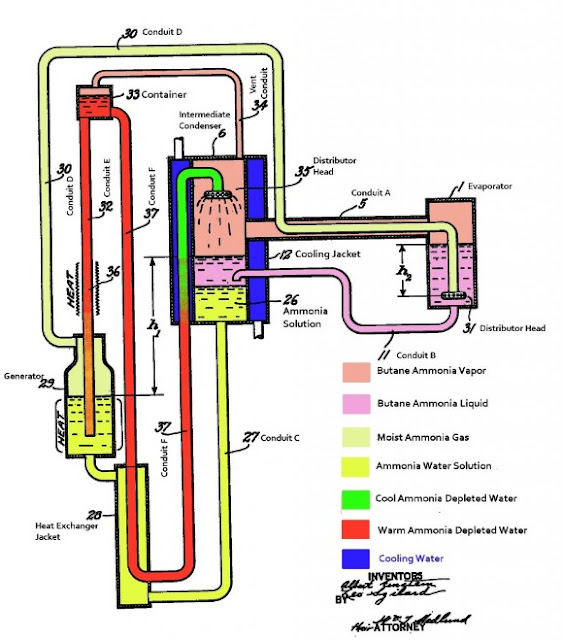 30 Conduit D
33 Container
Vent
Conduit
34
Intermediate
Condenser
6
35
Distributor
Head
Conduit A
5
1
Evaporator
30
Conduit D
32
Conduit E
Conduit F
37
HEAT
36
12 Cooling Jacket
h2
26
Ammonia
Solution
31
Distributor Head
11 Conduit B
h1
Generator
29
HEAT
37
Conduit F
27 Conduit C
28
Heat Exchanger
Jacket
Butane Ammonia Vapor
Butane Ammonia Liquid
Moist Ammonia Gas
Ammonia Water Solution
Cool Ammonia Depleted Water
Warm Ammonia Depleted Water
Cooling Water
INVENTORS
Albert Einstein
Leo Szilard
BY
ATTORNEY